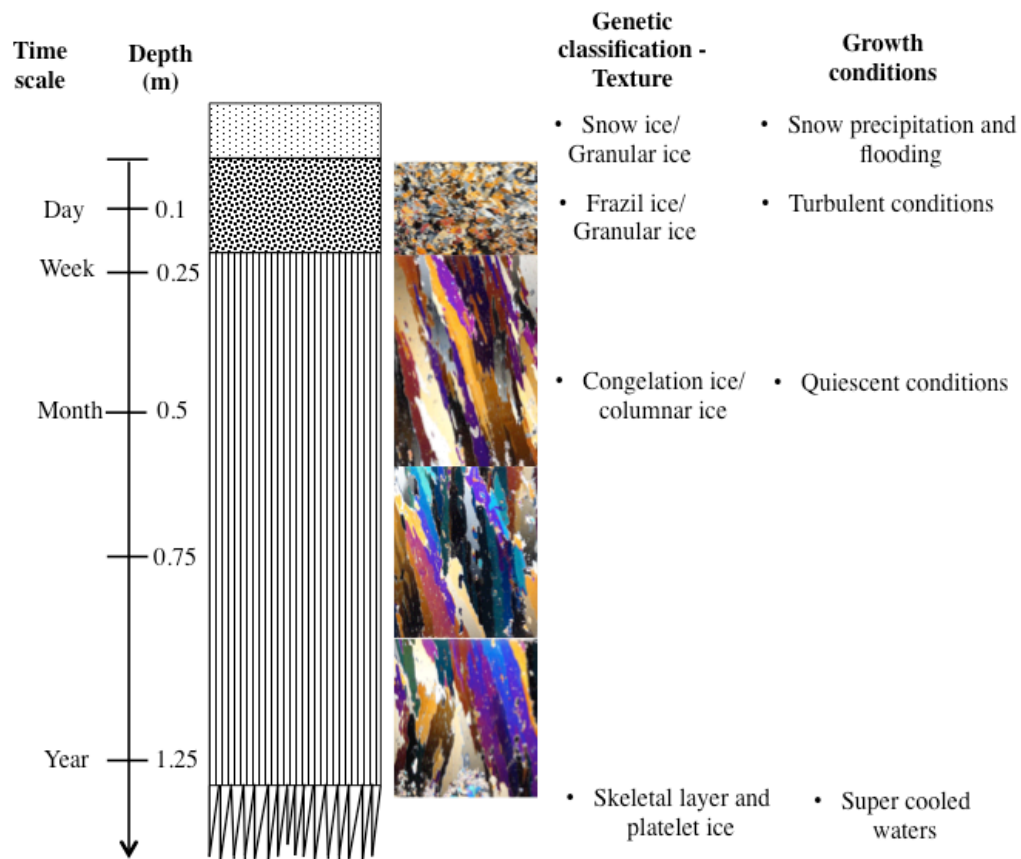 Time
scale
Depth
(m)
Genetic
classification -
Texture
Growth
conditions
• Snow ice/
Granular ice
• Snow precipitation and
flooding
Day
0.1
• Frazil ice/
Granular ice
• Turbulent conditions
Week
0.25
Month
0.5
• Congelation ice/
columnar ice
• Quiescent conditions
0.75
Year
1.25
• Skeletal layer and
platelet ice
• Super cooled
waters